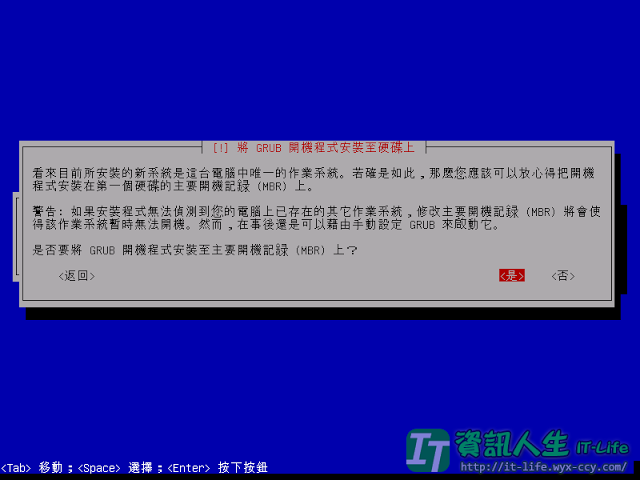 [!] 將 GRUB 開機程式安裝至硬碟上
看來目前所安裝的新系統是這台電腦中唯一的作業系統。若確是如此，那麼您應該可以放心得把開機
程式安裝在第一個硬碟的主要開機記錄 (MBR) 上。
警告: 如果安裝程式無法偵測到您的電腦上已存在的其它作業系統，修改主要開機記錄 (MBR) 將會使
得該作業系統暫時無法開機。然而，在事後還是可以藉由手動設定 GRUB 來啟動它。
是否要將 GRUB 開機程式安裝至主要開機記錄 (MBR) 上？
<返回> <是> <否>
IT 資訊人生 IT-Life
<Tab> 移動；<Space> 選擇；<Enter> 按下按鈕
http://it-life.wyx-ccy.com/